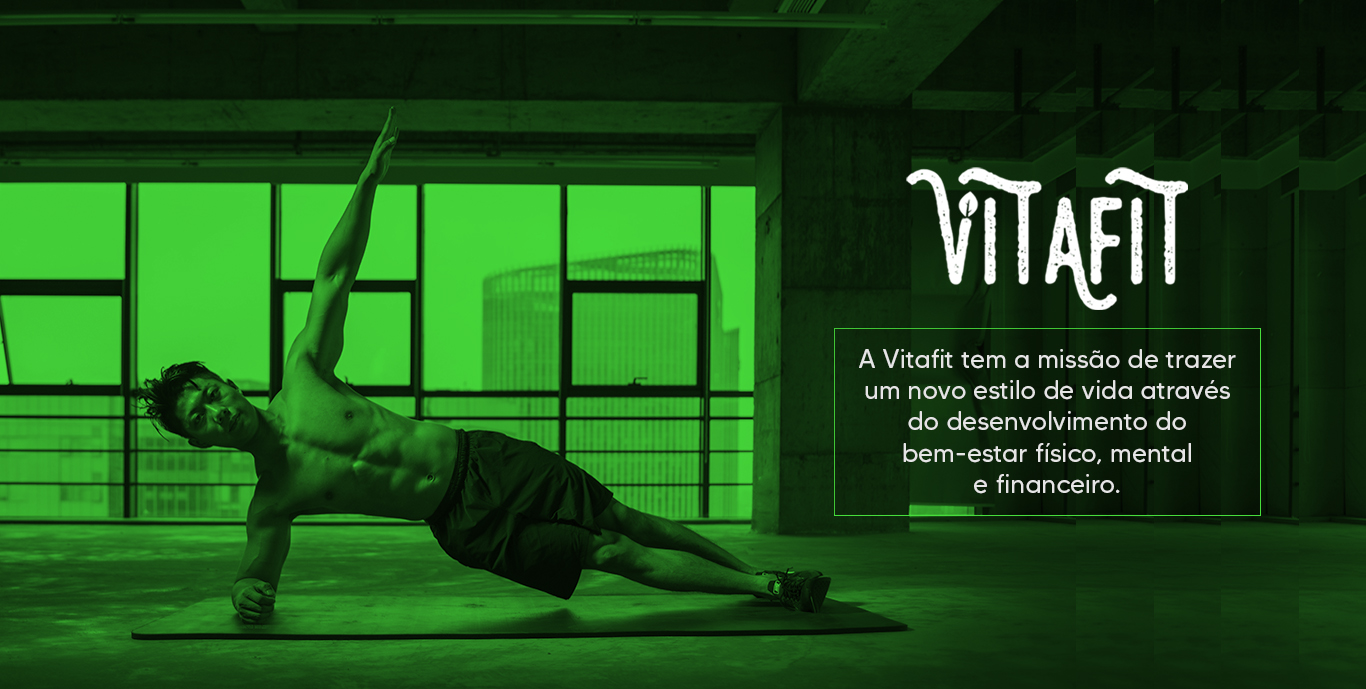 VITAFIT
A Vitafit tem a missão de trazer
um novo estilo de vida através
do desenvolvimento do
bem-estar físico, mental
e financeiro.